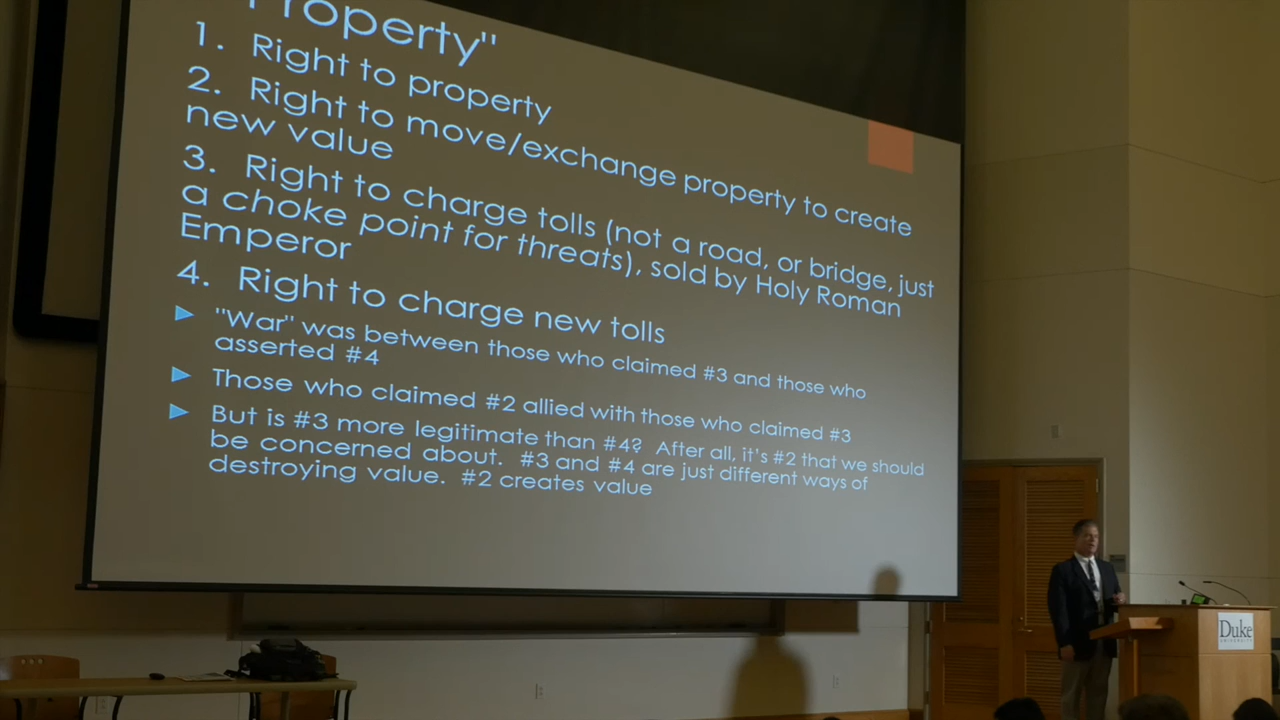 Property"
1. Right to property
2. Right to move/exchange property to create
new value
3. Right to charge tolls (not a road, or bridge, just
a choke point for threats), sold by Holy Roman
Emperor
4. Right to charge new tolls
"War" was between those who claimed #3 and those who
asserted #4
Those who claimed #2 allied with those who claimed #3
But is #3 more legitimate than #4? After all, it's #2 that we should
be concerned about. #3 and #4 are just different ways of
destroying value. #2 creates value
Duke
UNIVERSITY